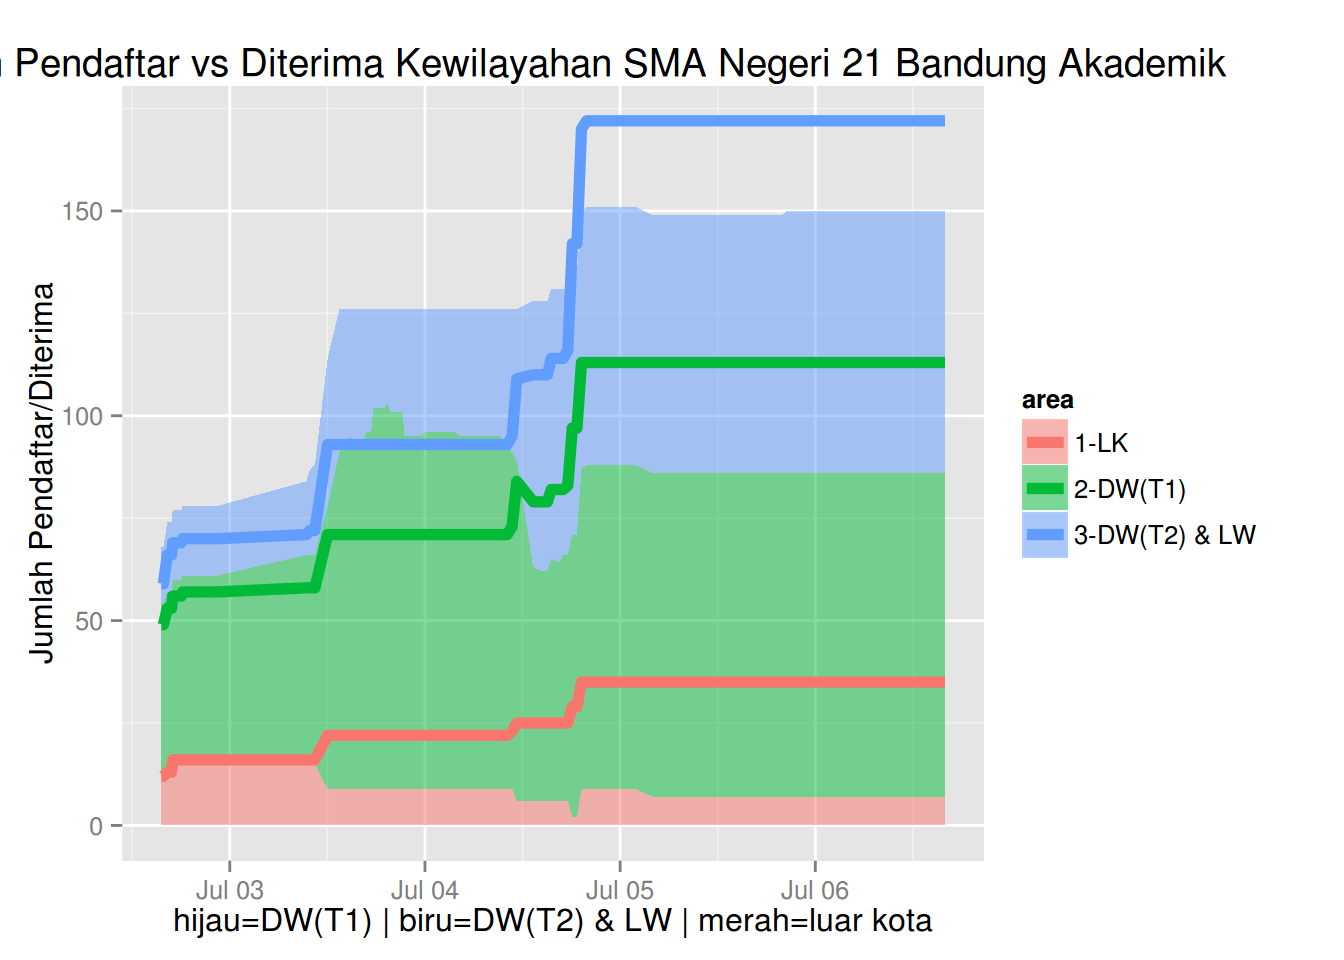 Pendaftar vs Diterima Kewilayahan SMA Negeri 21 Bandung Akademik
Jumlah Pendaftar/Diterima
150
100
50
0
Jul 03 Jul 04 Jul 05 Jul 06
hijau=DW(T1) | biru=DW(T2) & LW | merah=luar kota
area
1-LK
2-DW(T1)
3-DW(T2) & LW